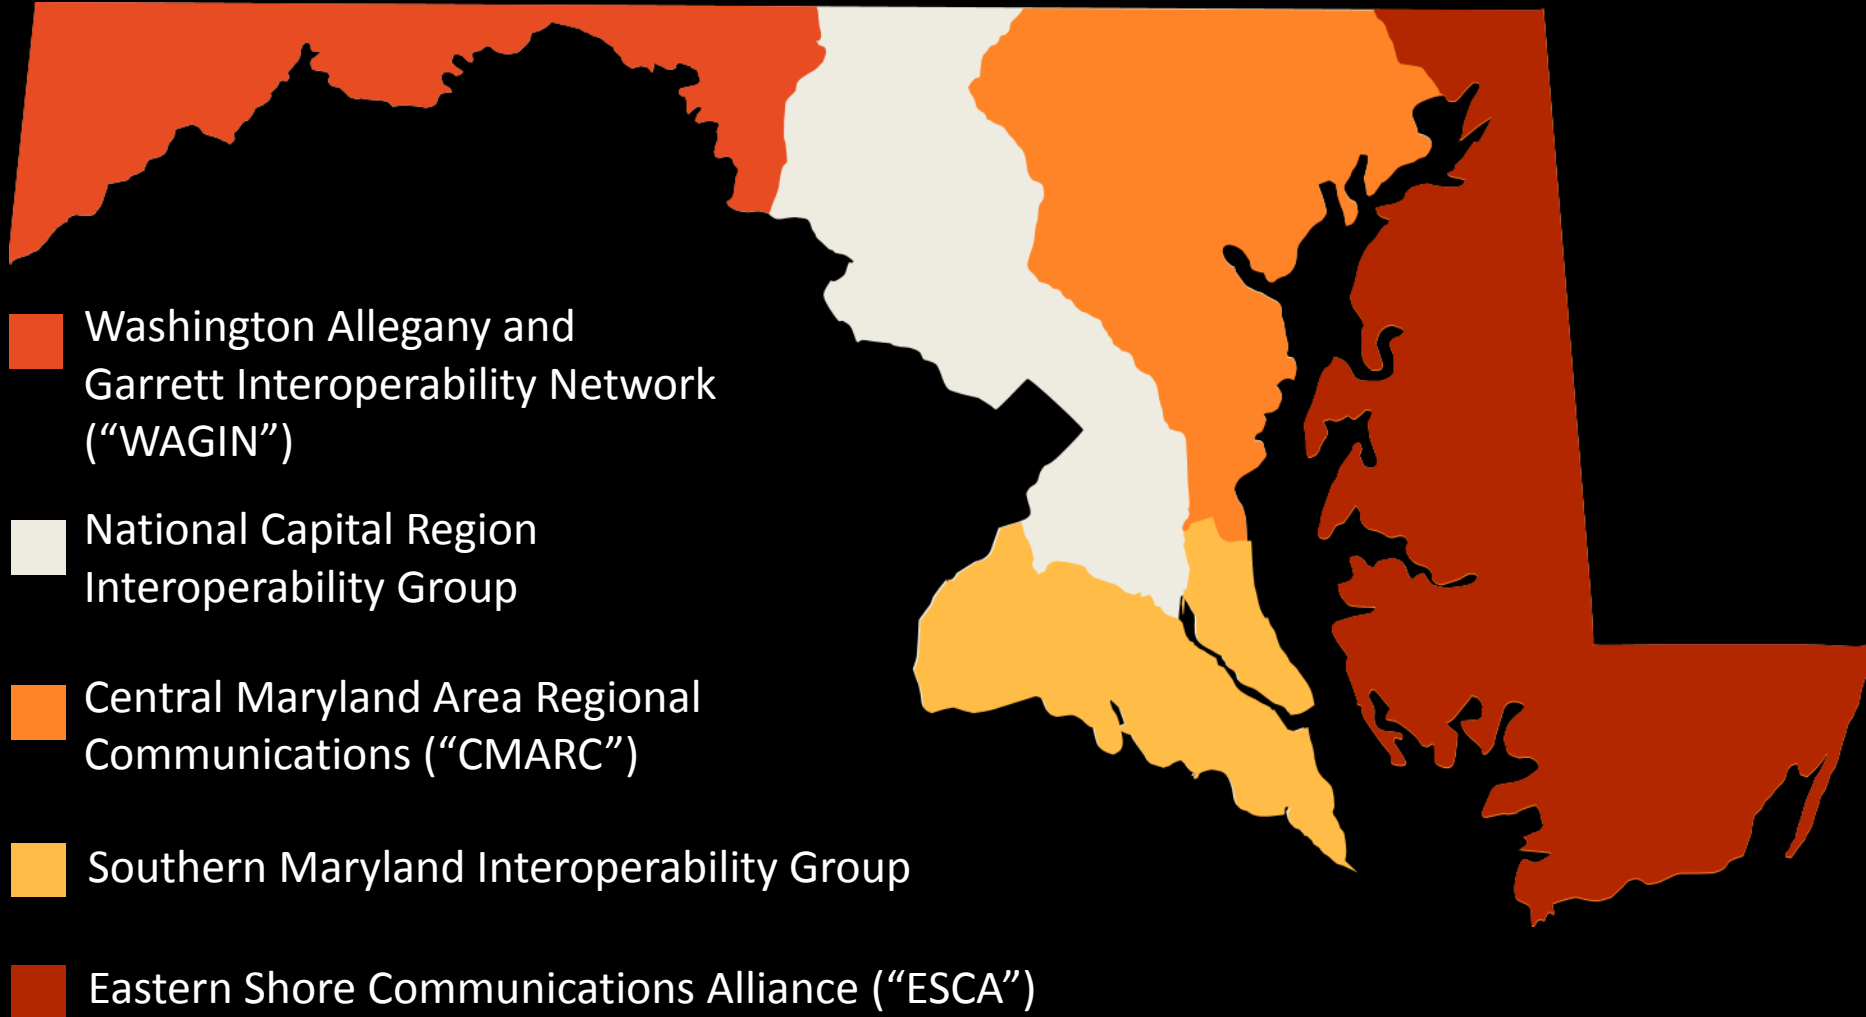 Washington Allegany and
Garrett Interoperability Network
(“WAGIN”)
National Capital Region
Interoperability Group
Central Maryland Area Regional
Communications (“CMARC”)
Southern Maryland Interoperability Group
Eastern Shore Communications Alliance (“ESCA”)